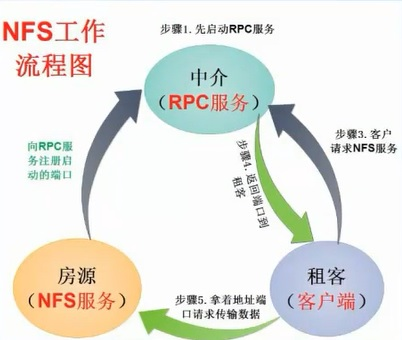 NFS工作
流程图
步骤1.先启动RPC服务
中介
（RPC服务）
向RPC服
务注册启
动的端口
步骤3.客户
请求NFS服务
步骤4.返回端口到
租客
房源
（NFS服务）
租客
（客户端）
步骤5.拿着地址端
口请求传输数据